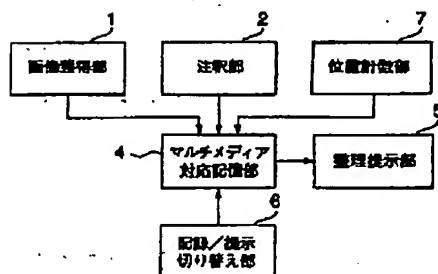 1
2
7
画像獲得部
注釈部
位置計数部
5
4
マルチメディア
対応記憶部
整理提示部
6
記録／提示
切り替え部